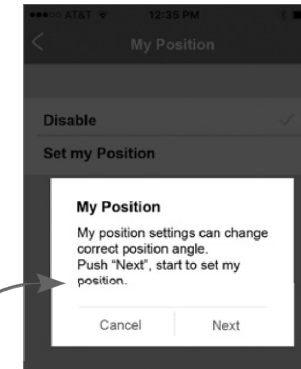 AT&T 12:35 PM
My Position
Disable
Set my Position
My Position
My position settings can change
correct position angle.
Push “Next”, start to set my
position.
Cancel Next